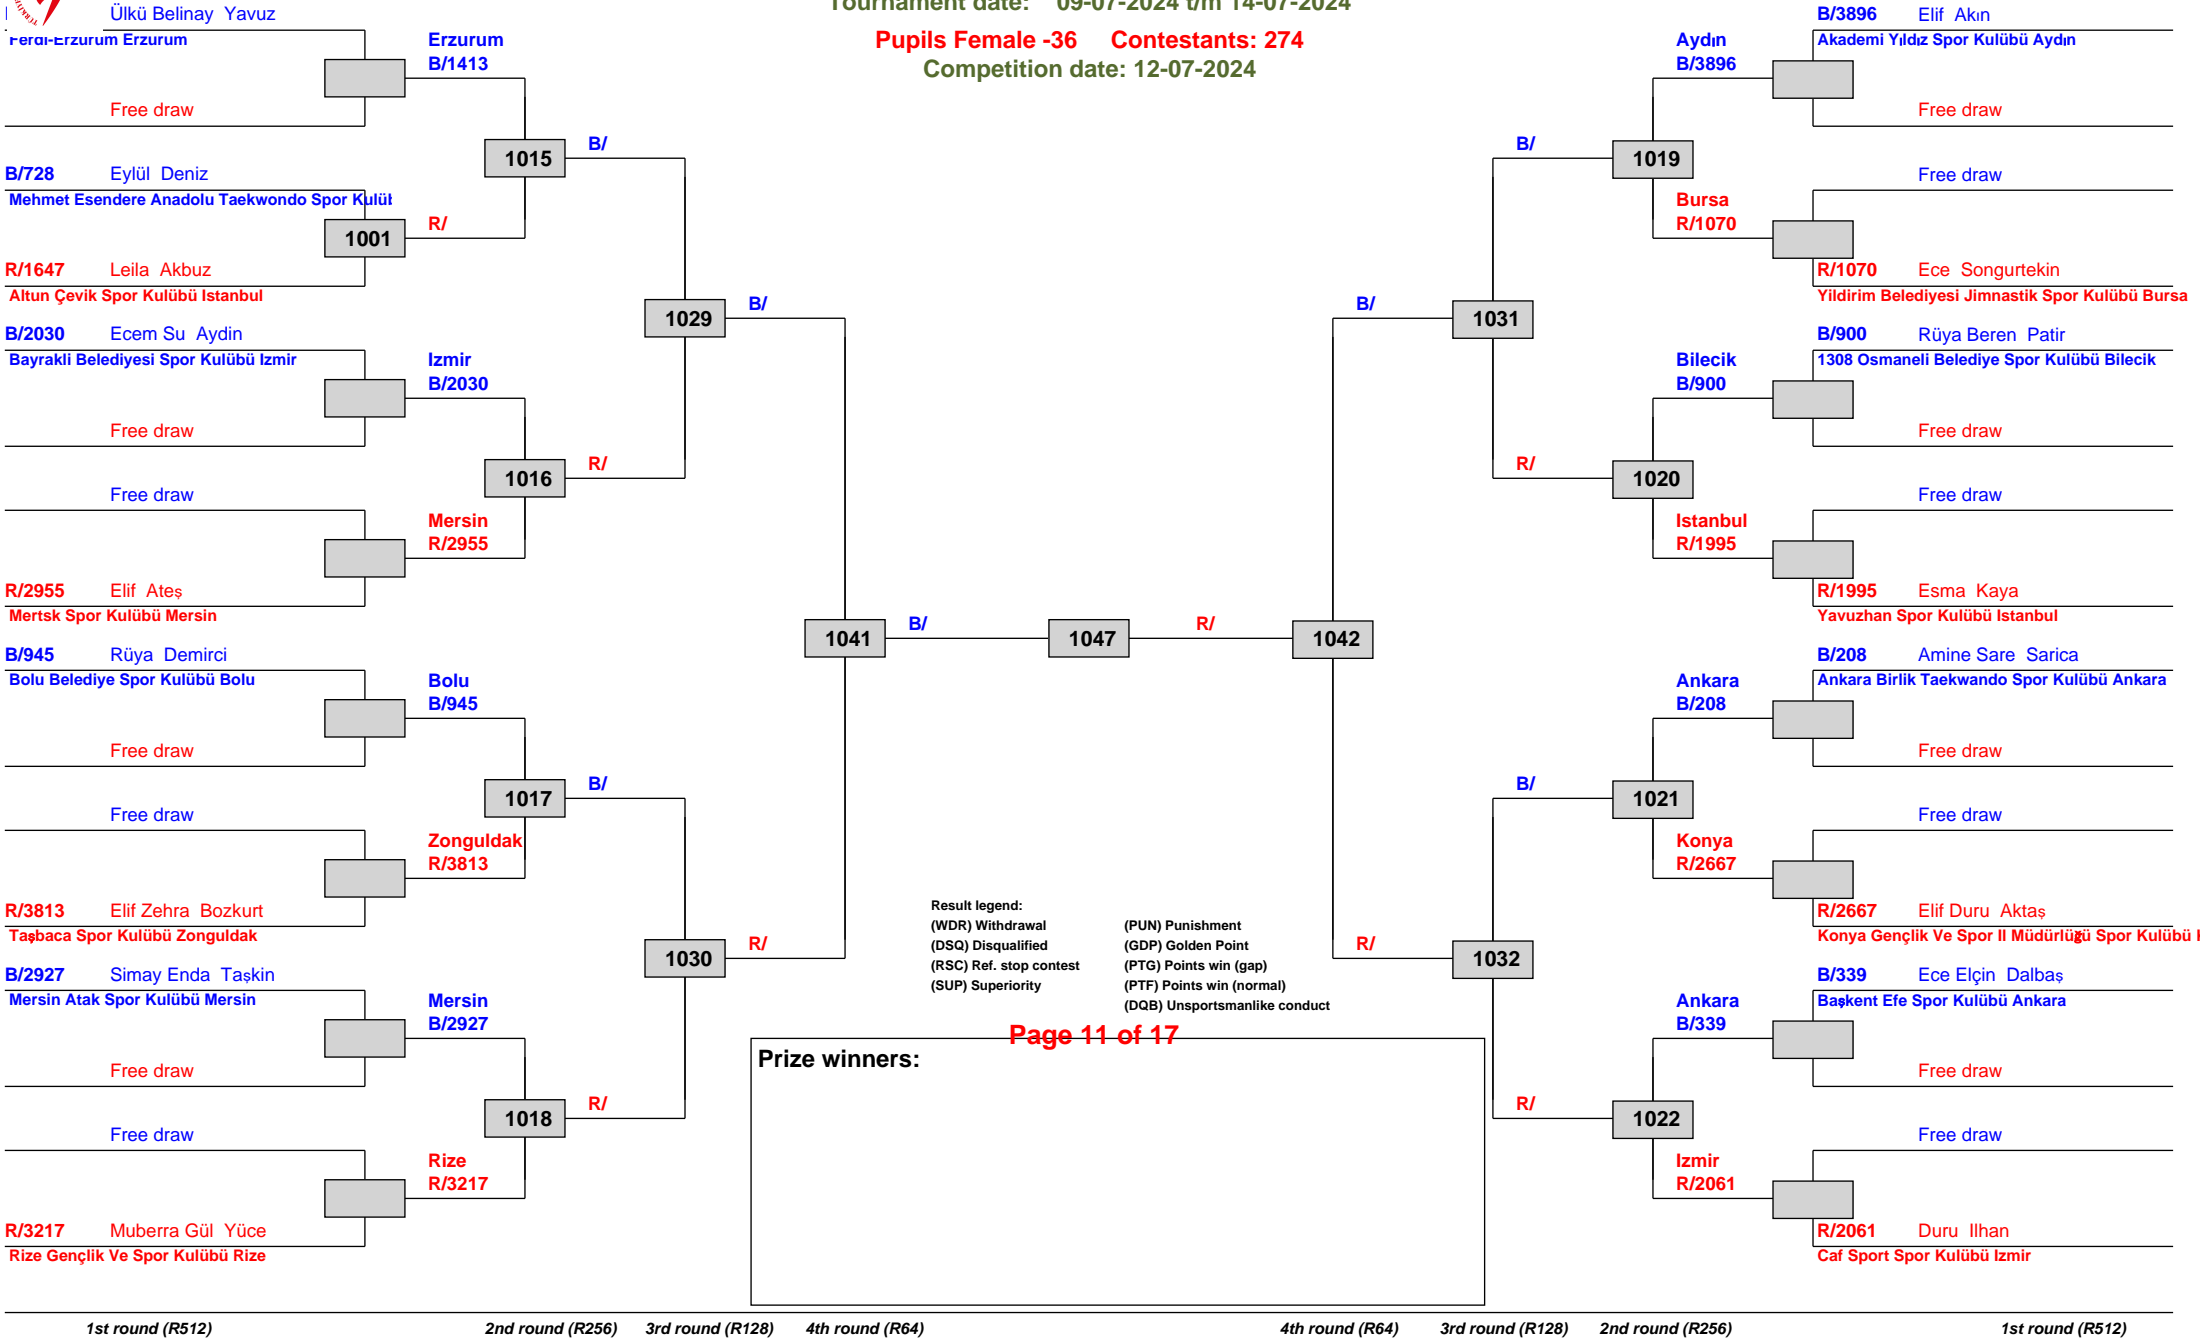 Ülkü Belinay Yavuz
Ferdi-Erzurum Erzurum
Free draw
B/728 Eylül Deniz
Mehmet Esendere Anadolu Taekwondo Spor Kulüb
R/1647 Leila Akbuz
Altun Çevik Spor Kulübü Istanbul
B/2030 Ecem Su Aydin
Bayrakli Belediyesi Spor Kulübü Izmir
Free draw
Free draw
R/2955 Elif Ateş
Mertsk Spor Kulübü Mersin
B/945 Rüya Demirci
Bolu Belediye Spor Kulübü Bolu
Free draw
Free draw
R/3813 Elif Zehra Bozkurt
Taşbaca Spor Kulübü Zonguldak
B/2927 Simay Enda Taşkin
Mersin Atak Spor Kulübü Mersin
Free draw
Free draw
R/3217 Muberra Gül Yüce
Rize Gençlik Ve Spor Kulübü Rize
1001
Erzurum
B/1413
R/
Izmir
B/2030
Mersin
R/2955
Bolu
B/945
Zonguldak
R/3813
Mersin
B/2927
Rize
R/3217
1015
1016
1017
1018
B/
R/
B/
R/
1029
1030
B/
R/
1041
B/
1047
R/
1042
Tournament date: 09-07-2024 t/m 14-07-2024
Pupils Female -36 Contestants: 274
Competition date: 12-07-2024
Result legend:
(WDR) Withdrawal (PUN) Punishment
(DSQ) Disqualified (GDP) Golden Point
(RSC) Ref. stop contest (PTG) Points win (gap)
(SUP) Superiority (PTF) Points win (normal)
(DQB) Unsportsmanlike conduct
Page 11 of 17
Prize winners:
B/
R/
1031
1032
B/
R/
B/
R/
1019
1020
1021
1022
Aydın
B/3896
Bursa
R/1070
Bilecik
B/900
Istanbul
R/1995
Ankara
B/208
Konya
R/2667
Ankara
B/339
Izmir
R/2061
B/3896 Elif Akın
Akademi Yıldız Spor Kulübü Aydın
Free draw
Free draw
R/1070 Ece Songurtekin
Yildirim Belediyesi Jimnastik Spor Kulübü Bursa
B/900 Rüya Beren Patir
1308 Osmaneli Belediye Spor Kulübü Bilecik
Free draw
Free draw
R/1995 Esma Kaya
Yavuzhan Spor Kulübü Istanbul
B/208 Amine Sare Sarica
Ankara Birlik Taekwando Spor Kulübü Ankara
Free draw
Free draw
R/2667 Elif Duru Aktaş
Konya Gençlik Ve Spor Il Müdürlüğü Spor Kulübü
B/339 Ece Elçin Dalbaş
Başkent Efe Spor Kulübü Ankara
Free draw
Free draw
R/2061 Duru Ilhan
Caf Sport Spor Kulübü Izmir
1st round (R512) 2nd round (R256) 3rd round (R128) 4th round (R64) 4th round (R64) 3rd round (R128) 2nd round (R256) 1st round (R512)